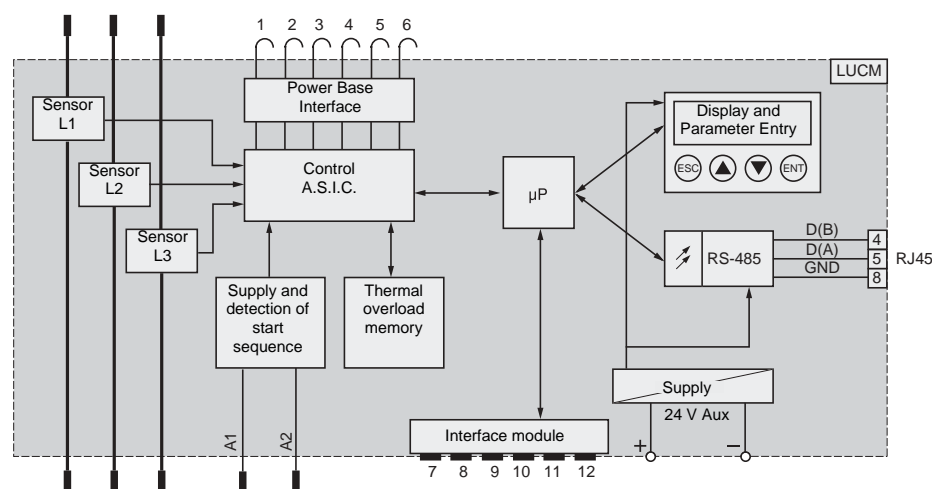 1 2 3 4 5 6
LUCM
Power Base
Interface
Sensor
L1
Display and
Parameter Entry
Control
A.S.I.C.
Sensor
L2
ESC
ENT
µP
Sensor
L3
D(B)
4
RS-485
D(A)
5
RJ45
GND
8
Supply and
detection of
start
sequence
Thermal
overload
memory
Supply
24 V Aux
A1
A2
Interface module
+
–
7 8 9 10 11 12